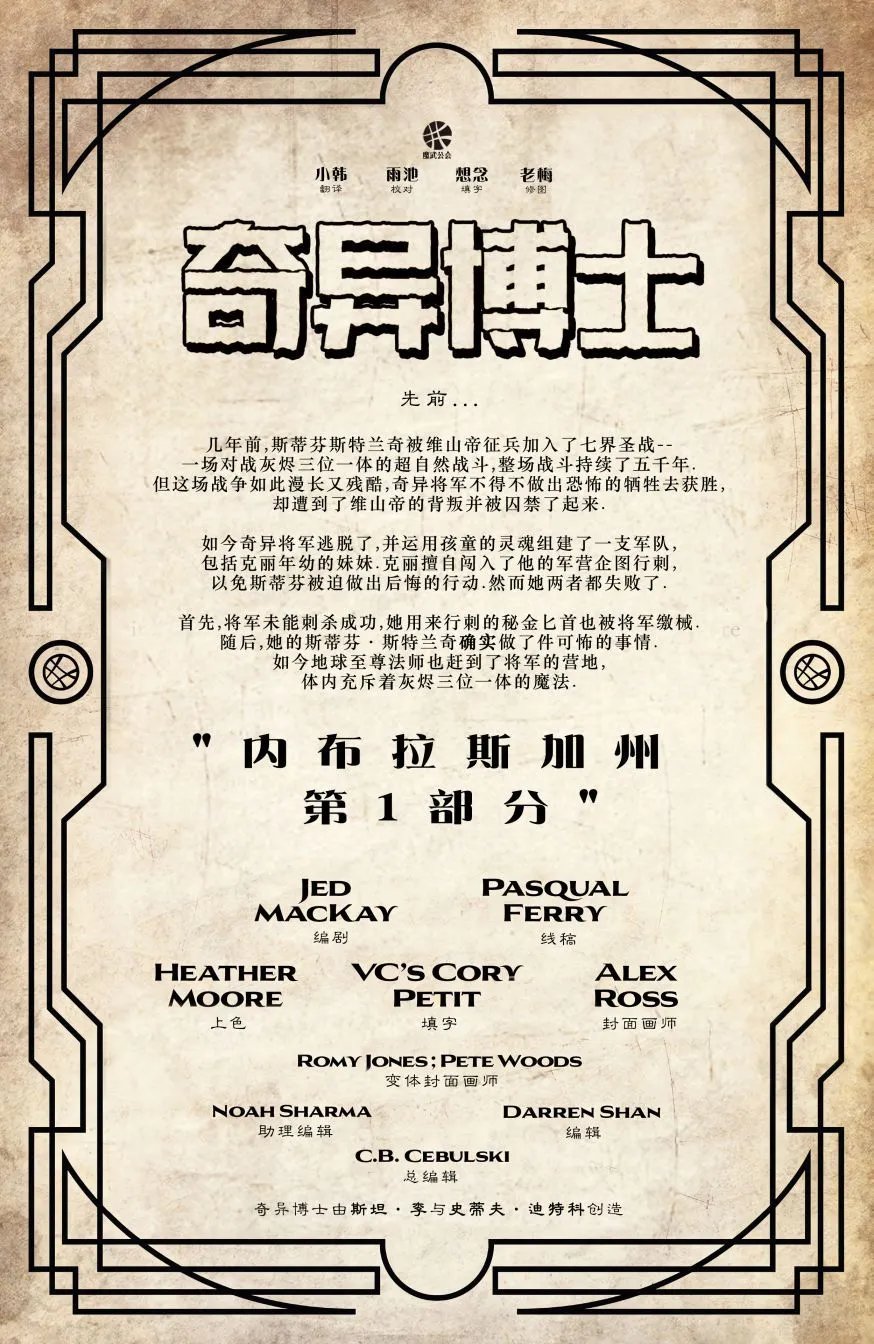 魔武公会
小韩 雨池 想念 老梅
翻译 校对 填字 修图
奇异博士
先前...
几年前,斯蒂芬斯特兰奇被维山帝征兵加入了七界圣战--
一场对战灰烬三位一体的超自然战斗,整场战斗持续了五千年.
但这场战争如此漫长又残酷,奇异将军不得不做出恐怖的牺牲去获胜,
却遭到了维山帝的背叛并被囚禁了起来.
如今奇异将军逃脱了,并运用孩童的灵魂组建了一支军队,
包括克丽年幼的妹妹.克丽擅自闯入了他的军营企图行刺,
以免斯蒂芬被迫做出后悔的行动.然而她两者都失败了.
首先,将军未能刺杀成功,她用来行刺的秘金匕首也被将军缴械.
随后,她的斯蒂芬·斯特兰奇确实做了件可怖的事情.
如今地球至尊法师也赶到了将军的营地,
体内充斥着灰烬三位一体的魔法.
"内布拉斯加州
第1部分"
JED MACKAY
编剧
PASQUAL FERRY
线稿
HEATHER MOORE
上色
VC'S CORY PETIT
填字
ALEX ROSS
封面画师
ROMY JONES; PETE WOODS
变体封面画师
NOAH SHARMA
助理编辑
DARREN SHAN
编辑
C.B. CEBULSKI
总编辑
奇异博士由斯坦·李与史蒂夫·迪特科创造